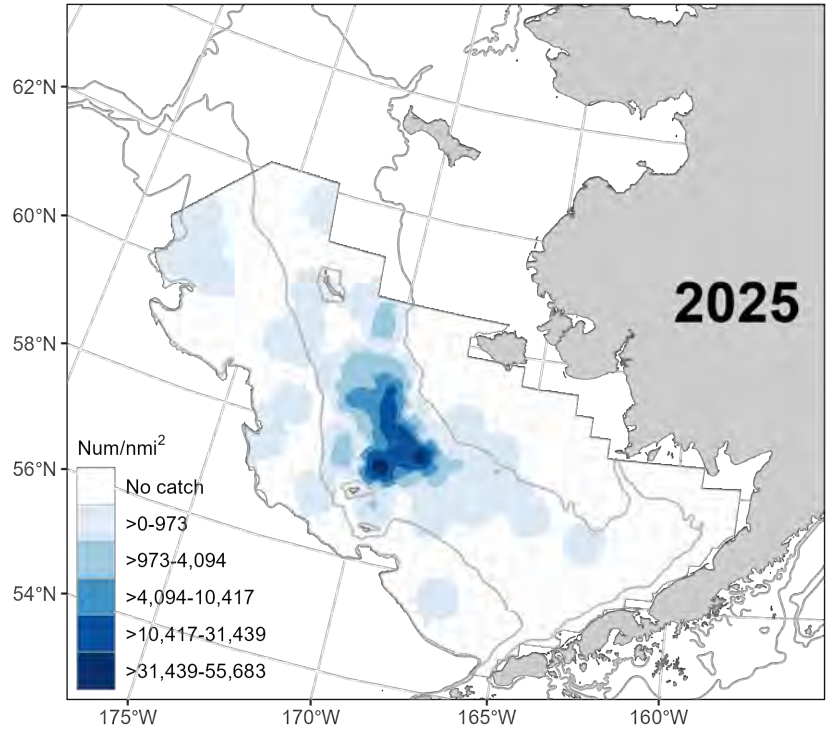 62°N
60°N
58°N
56°N
54°N
2025
Num/nmi²
No catch
>0-973
>973-4,094
>4,094-10,417
>10,417-31,439
>31,439-55,683
175°W
170°W
165°W
160°W